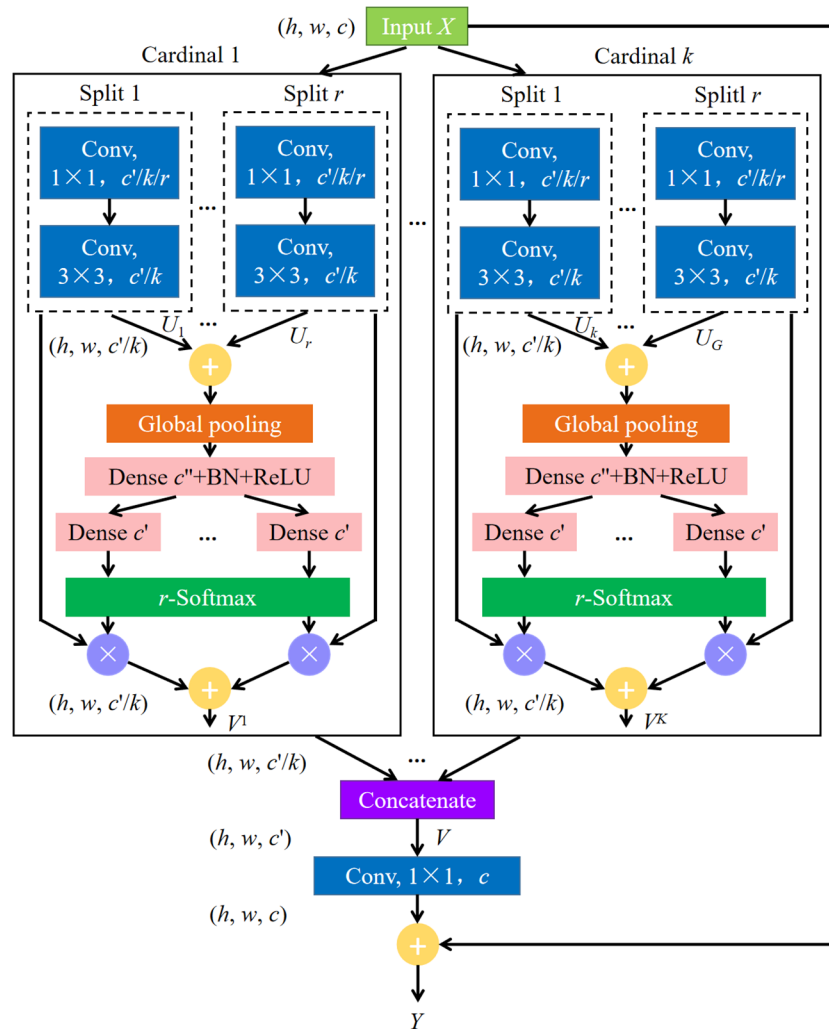 (h, w, c)
Input X
Cardinal 1
Cardinal k
Split 1
Split r
Conv,
1×1, c'/k/r
Conv,
1×1, c'/k/r
...
Conv,
3×3, c'/k
Conv,
3×3, c'/k
...
Split 1
Splitl r
Conv,
1×1, c'/k/r
Conv,
1×1, c'/k/r
...
Conv,
3×3, c'/k
Conv,
3×3, c'/k
(h, w, c'/k)
U₁
...
Uᵣ
+
Global pooling
Dense c''+BN+ReLU
Dense c'
...
Dense c'
r-Softmax
×
×
+
(h, w, c'/k)
V¹
(h, w, c'/k)
Uₖ
...
U_G
+
Global pooling
Dense c''+BN+ReLU
Dense c'
...
Dense c'
r-Softmax
×
×
+
(h, w, c'/k)
Vᴷ
(h, w, c'/k)
...
Concatenate
(h, w, c')
V
Conv, 1×1, c
(h, w, c)
+
Y